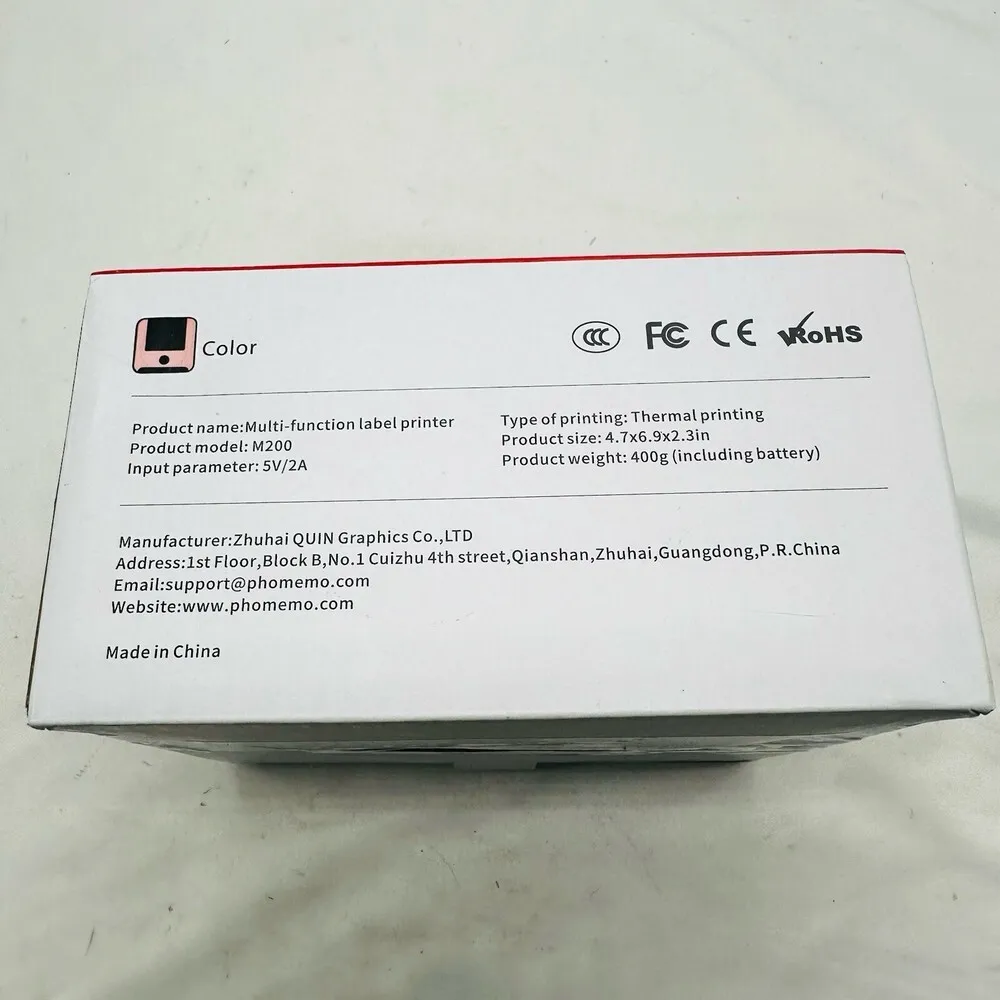 Color
CCC FC CE RoHS
Product name:Multi-function label printer
Product model: M200
Input parameter: 5V/2A
Type of printing: Thermal printing
Product size: 4.7x6.9x2.3in
Product weight: 400g (including battery)
Manufacturer:Zhuhai QUIN Graphics Co.,LTD
Address:1st Floor,Block B,No.1 Cuizhu 4th street,Qianshan,Zhuhai,Guangdong,P.R.China
Email:support@phomemo.com
Website:www.phomemo.com
Made in China